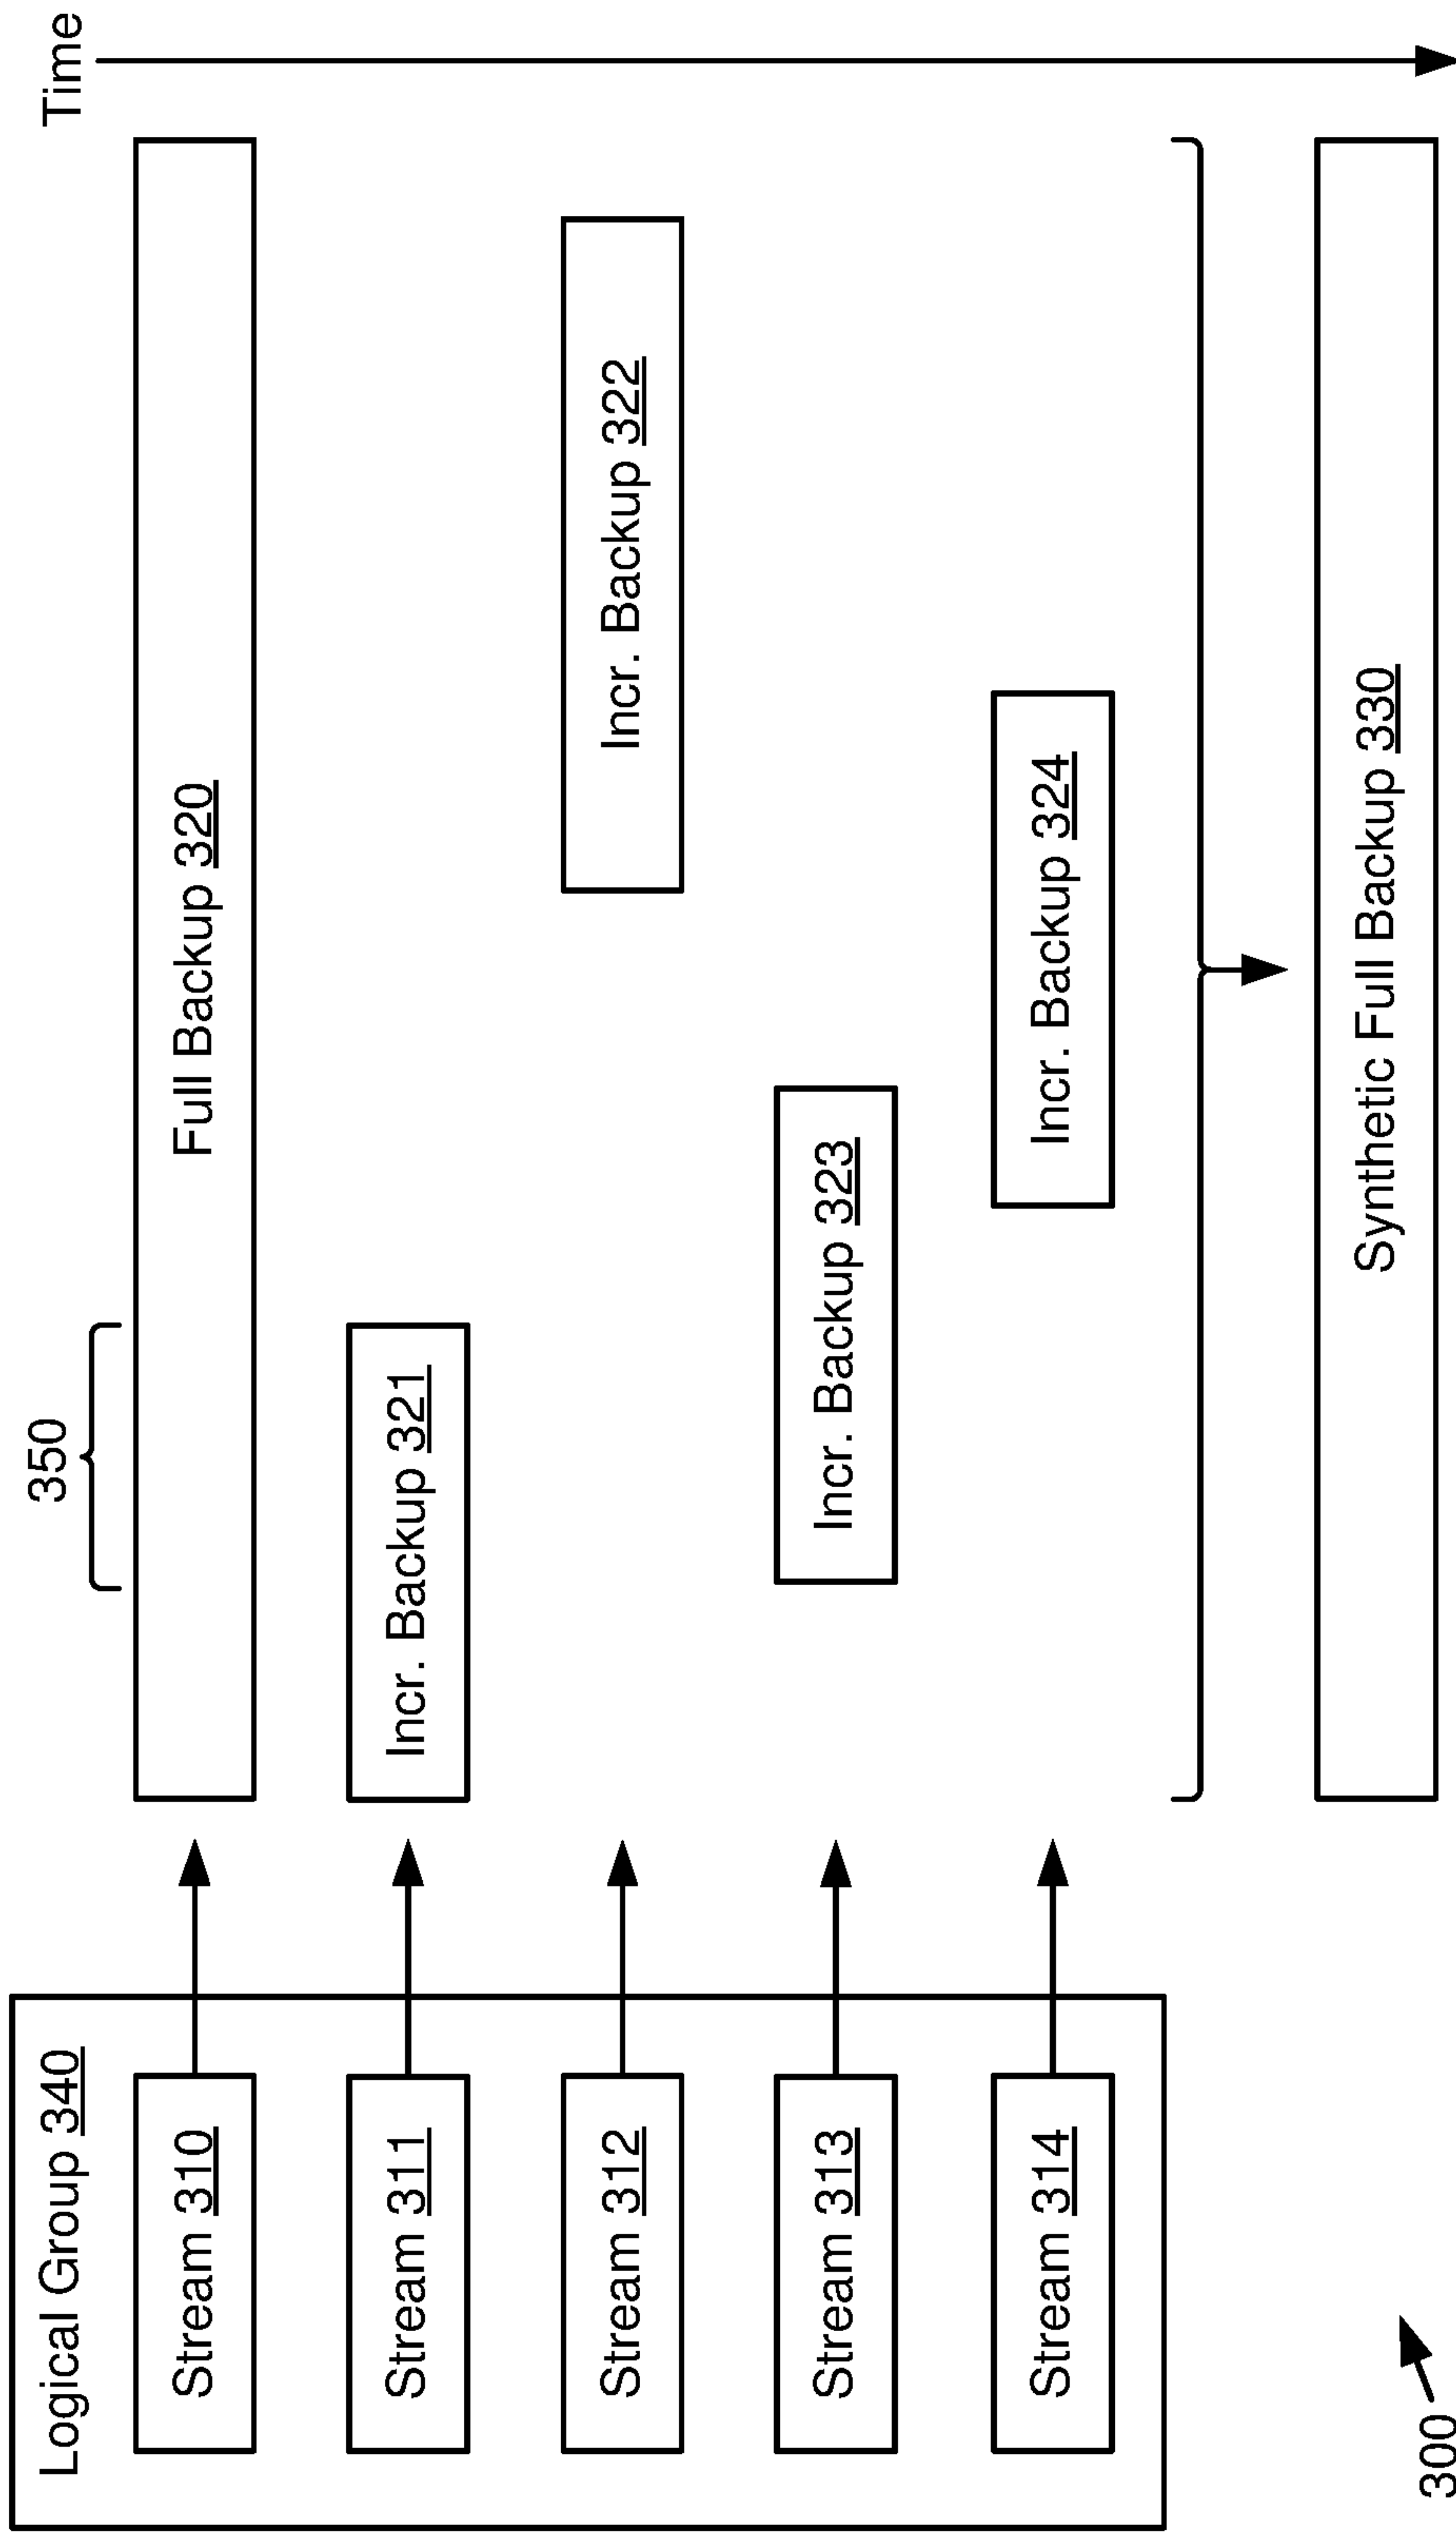 Logical Group 340
350
Time
Stream 310
Full Backup 320
Stream 311
Incr. Backup 321
Stream 312
Incr. Backup 322
Stream 313
Incr. Backup 323
Stream 314
Incr. Backup 324
Synthetic Full Backup 330
300